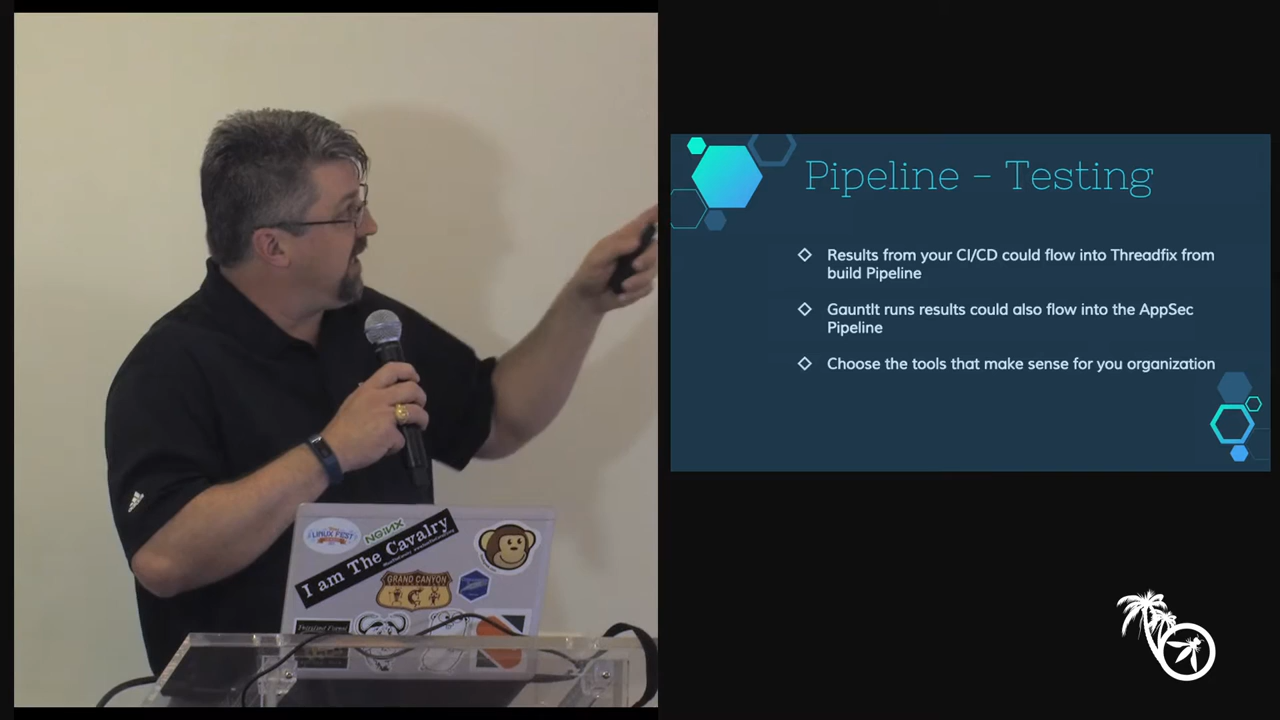 Pipeline - Testing
Results from your CI/CD could flow into Threadfix from
build Pipeline
Gauntlt runs results could also flow into the AppSec
Pipeline
Choose the tools that make sense for you organization
LINUX FEST
NGINX
I am The Cavalry
GRAND CANYON